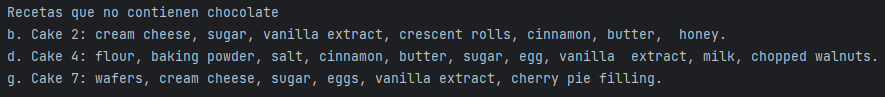 Recetas que no contienen chocolate
b. Cake 2: cream cheese, sugar, vanilla extract, crescent rolls, cinnamon, butter,  honey.
d. Cake 4: flour, baking powder, salt, cinnamon, butter, sugar, egg, vanilla  extract, milk, chopped walnuts.
g. Cake 7: wafers, cream cheese, sugar, eggs, vanilla extract, cherry pie filling.